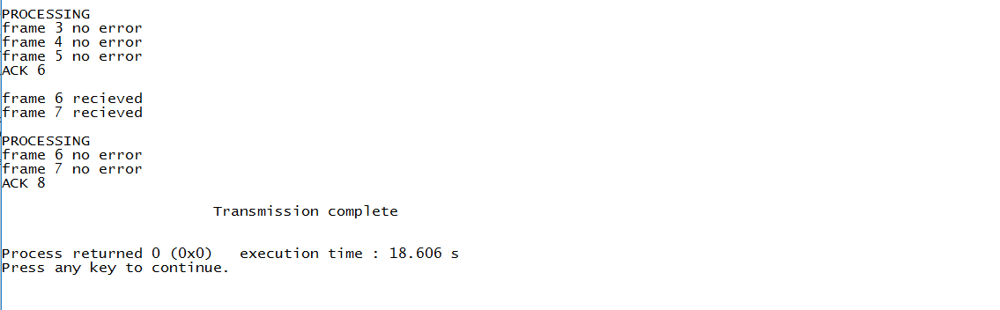 PROCESSING
frame 3 no error
frame 4 no error
frame 5 no error
ACK 6
frame 6 recieved
frame 7 recieved
PROCESSING
frame 6 no error
frame 7 no error
ACK 8
Transmission complete
Process returned 0 (0x0)   execution time : 18.606 s
Press any key to continue.